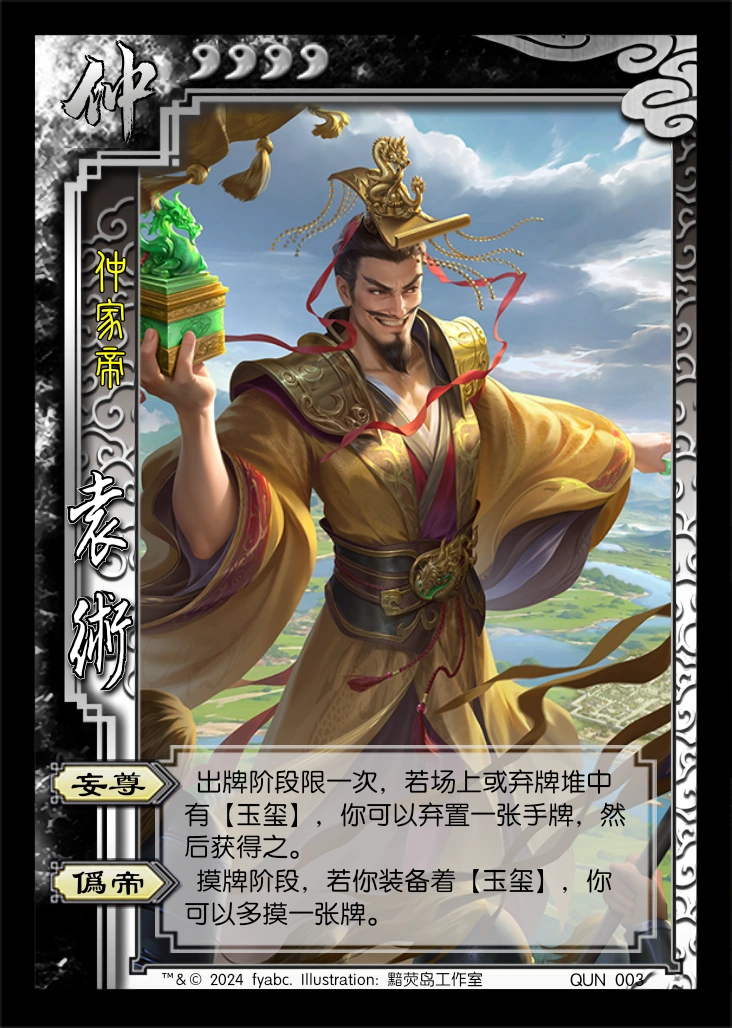 仲
仲家帝
袁術
妄尊
出牌阶段限一次，若场上或弃牌堆中
有【玉玺】，你可以弃置一张手牌，然
后获得之。
僞帝
摸牌阶段，若你装备着【玉玺】，你
可以多摸一张牌。
™&© 2024 fyabc. Illustration: 黯荧岛工作室
QUN 003